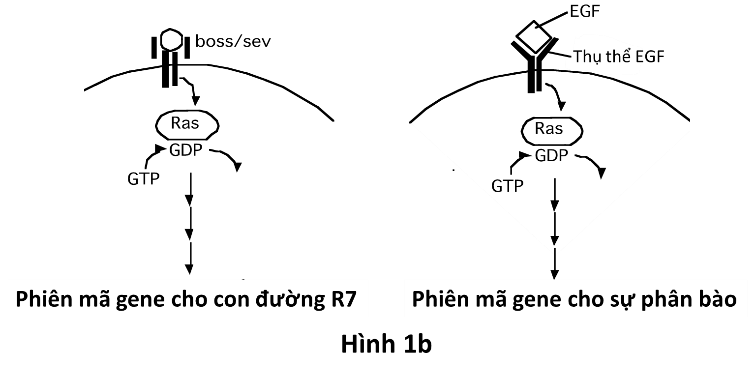 boss/sev
Ras
GDP
GTP
Phiên mã gene cho con đường R7
EGF
Thụ thể EGF
Ras
GDP
GTP
Phiên mã gene cho sự phân bào
Hình 1b